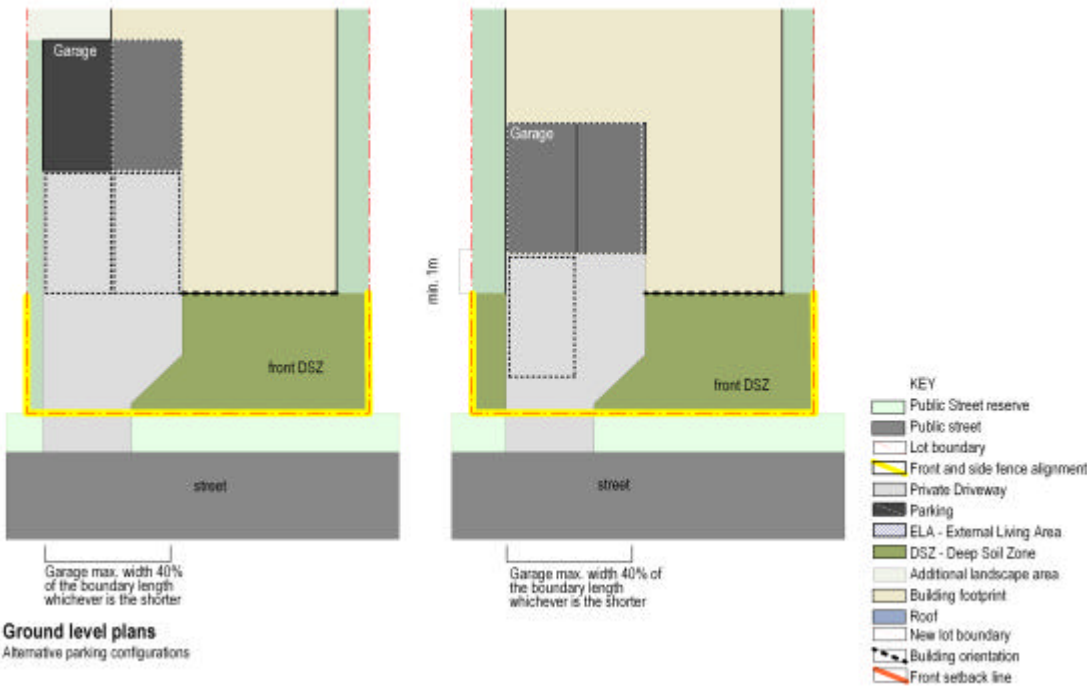 Garage
Garage
min. 1m
front DSZ
front DSZ
street
street
Garage max. width 40%
of the boundary length
whichever is the shorter
Garage max. width 40% of
the boundary length
whichever is the shorter
Ground level plans
Alternative parking configurations
KEY
Public Street reserve
Public street
Lot boundary
Front and side fence alignment
Private Driveway
Parking
ELA - External Living Area
DSZ - Deep Soil Zone
Additional landscape area
Building footprint
Roof
New lot boundary
Building orientation
Front setback line